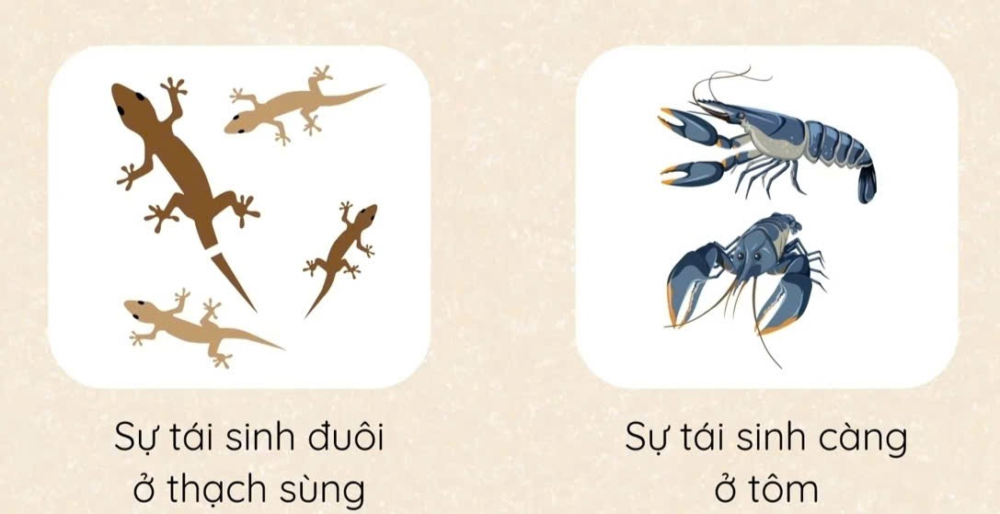 Sự tái sinh đuôi
ở thạch sùng
Sự tái sinh càng
ở tôm